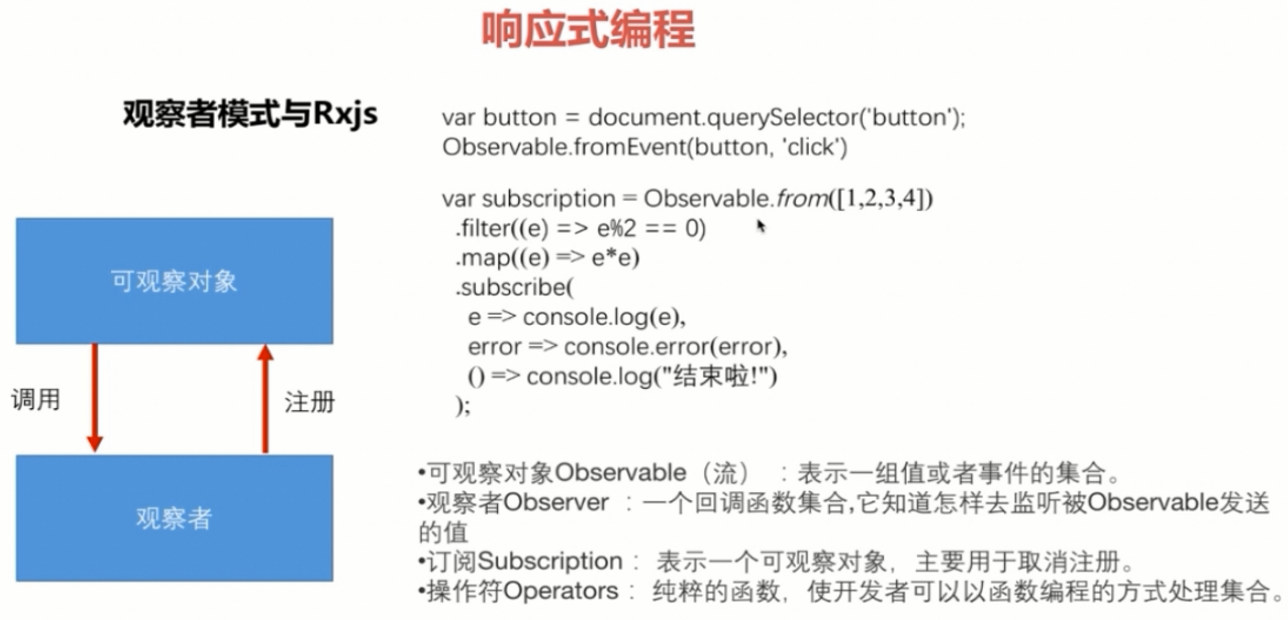 响应式编程
观察者模式与Rxjs
var button = document.querySelector('button');
Observable.fromEvent(button, 'click')
var subscription = Observable.from([1,2,3,4])
.filter((e) => e%2 == 0)
.map((e) => e*e)
.subscribe(
e => console.log(e),
error => console.error(error),
() => console.log("结束啦!")
);
可观察对象
调用
注册
观察者
•可观察对象Observable（流）：表示一组值或者事件的集合。
•观察者Observer ：一个回调函数集合,它知道怎样去监听被Observable发送
的值
•订阅Subscription： 表示一个可观察对象，主要用于取消注册。
•操作符Operators： 纯粹的函数，使开发者可以以函数编程的方式处理集合。